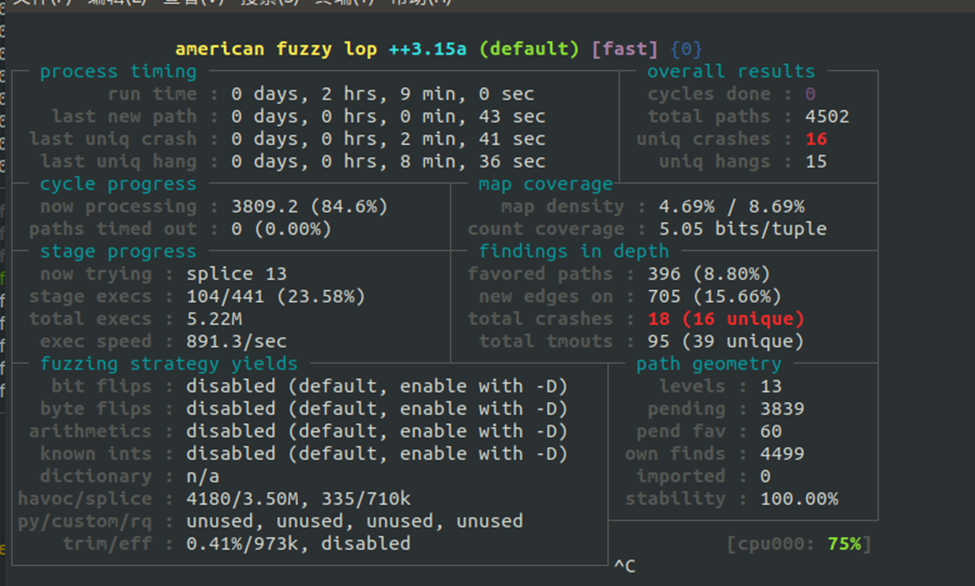 american fuzzy lop ++3.15a (default) [fast] {0}
process timing overall results
run time : 0 days, 2 hrs, 9 min, 0 sec cycles done : 0
last new path : 0 days, 0 hrs, 0 min, 43 sec total paths : 4502
last uniq crash : 0 days, 0 hrs, 2 min, 41 sec uniq crashes : 16
last uniq hang : 0 days, 0 hrs, 8 min, 36 sec uniq hangs : 15
cycle progress map coverage
now processing : 3809.2 (84.6%) map density : 4.69% / 8.69%
paths timed out : 0 (0.00%) count coverage : 5.05 bits/tuple
stage progress findings in depth
now trying : splice 13 favored paths : 396 (8.80%)
stage execs : 104/441 (23.58%) new edges on : 705 (15.66%)
total execs : 5.22M total crashes : 18 (16 unique)
exec speed : 891.3/sec total tmouts : 95 (39 unique)
fuzzing strategy yields path geometry
bit flips : disabled (default, enable with -D) levels : 13
byte flips : disabled (default, enable with -D) pending : 3839
arithmetics : disabled (default, enable with -D) pend fav : 60
known ints : disabled (default, enable with -D) own finds : 4499
dictionary : n/a imported : 0
havoc/splice : 4180/3.50M, 335/710k stability : 100.00%
py/custom/rq : unused, unused, unused, unused
trim/eff : 0.41%/973k, disabled [cpu000: 75%]
^C